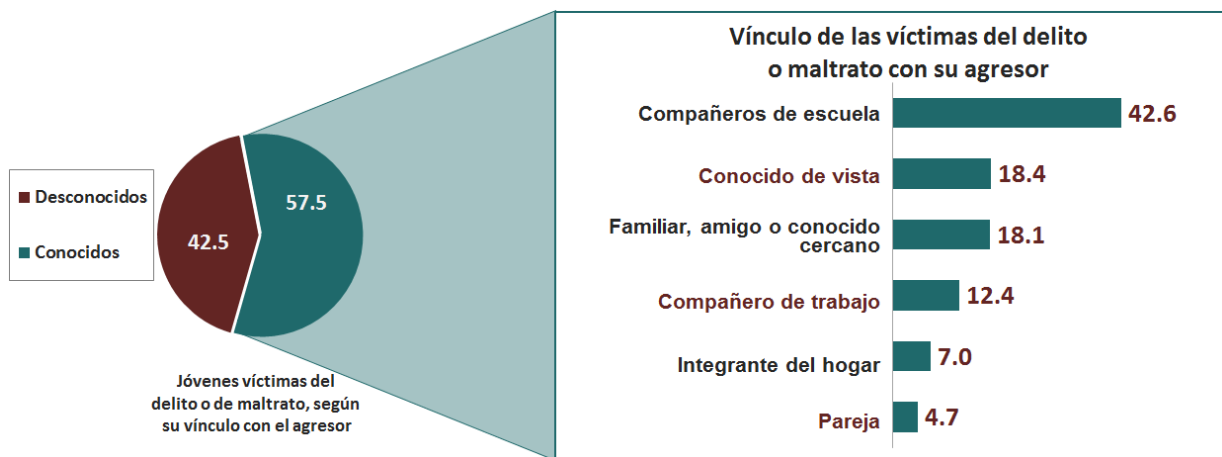 Desconocidos
Conocidos
42.5
57.5
Jóvenes víctimas del
delito o de maltrato, según
su vínculo con el agresor
Vínculo de las víctimas del delito
o maltrato con su agresor
Compañeros de escuela 42.6
Conocido de vista 18.4
Familiar, amigo o conocido
cercano 18.1
Compañero de trabajo 12.4
Integrante del hogar 7.0
Pareja 4.7